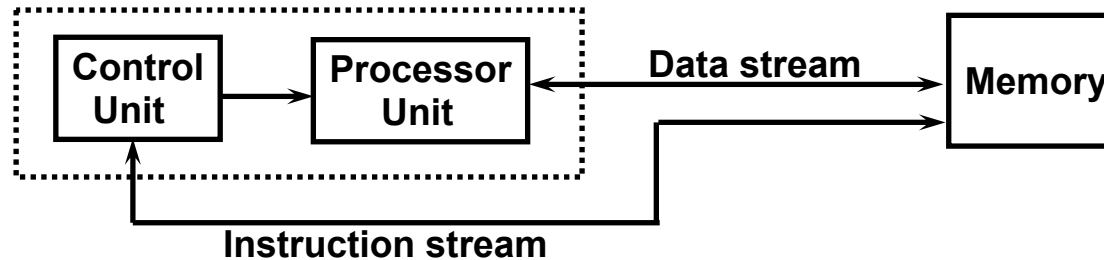 Control
Unit
Processor
Unit
Data stream
Memory
Instruction stream